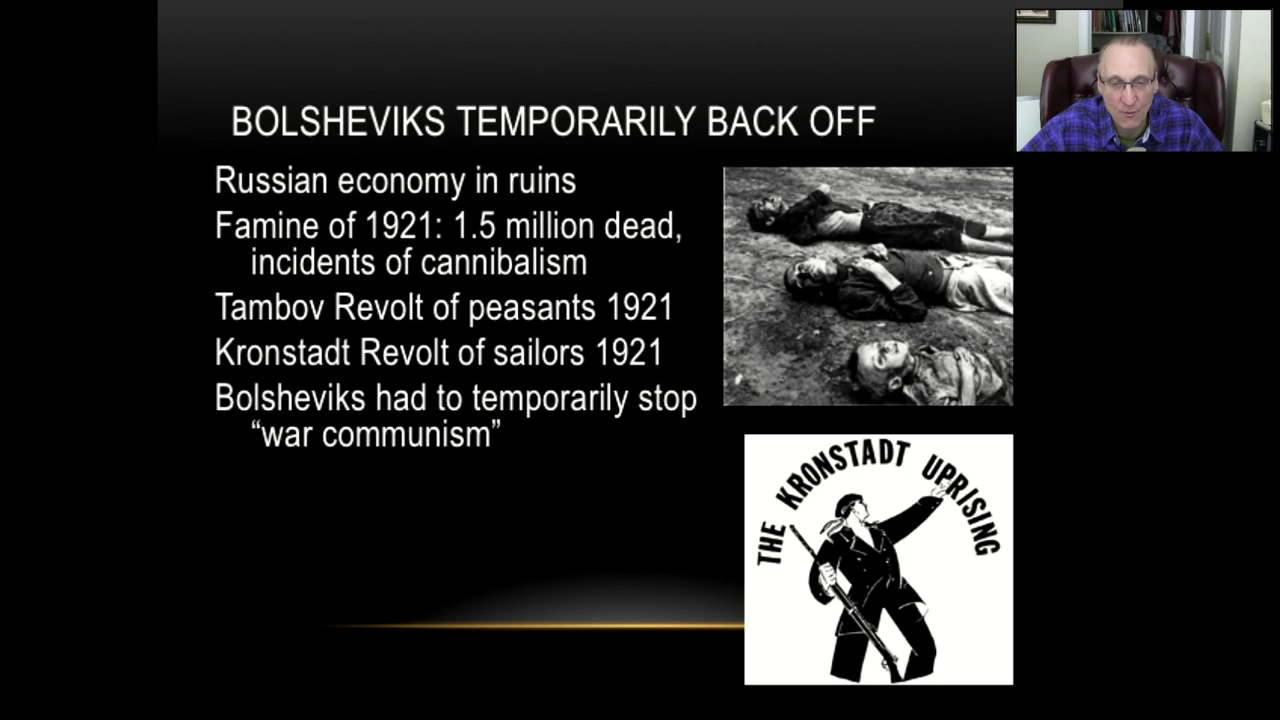 BOLSHEVIKS TEMPORARILY BACK OFF
Russian economy in ruins
Famine of 1921: 1.5 million dead,
incidents of cannibalism
Tambov Revolt of peasants 1921
Kronstadt Revolt of sailors 1921
Bolsheviks had to temporarily stop
“war communism”
THE KRONSTADT UPRISING